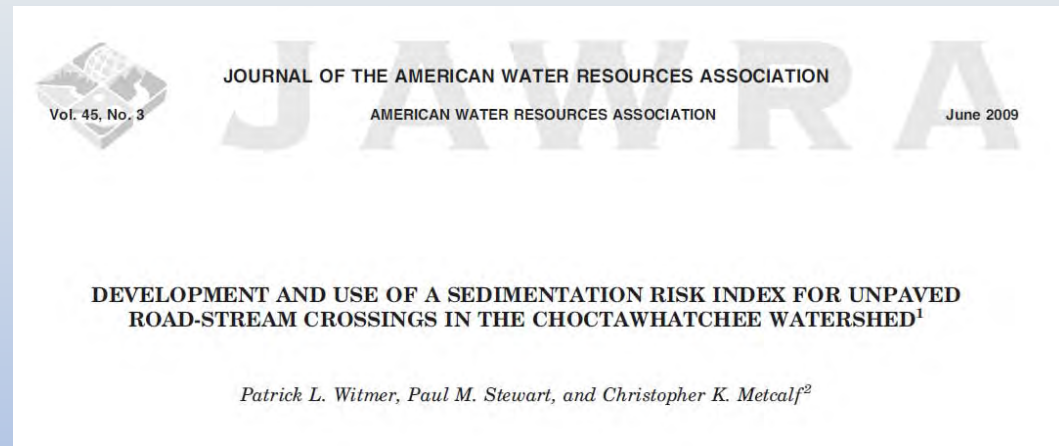 JAWRA
JOURNAL OF THE AMERICAN WATER RESOURCES ASSOCIATION
Vol. 45, No. 3 AMERICAN WATER RESOURCES ASSOCIATION June 2009
DEVELOPMENT AND USE OF A SEDIMENTATION RISK INDEX FOR UNPAVED
ROAD-STREAM CROSSINGS IN THE CHOCTAWHATCHEE WATERSHED¹
Patrick L. Witmer, Paul M. Stewart, and Christopher K. Metcalf²